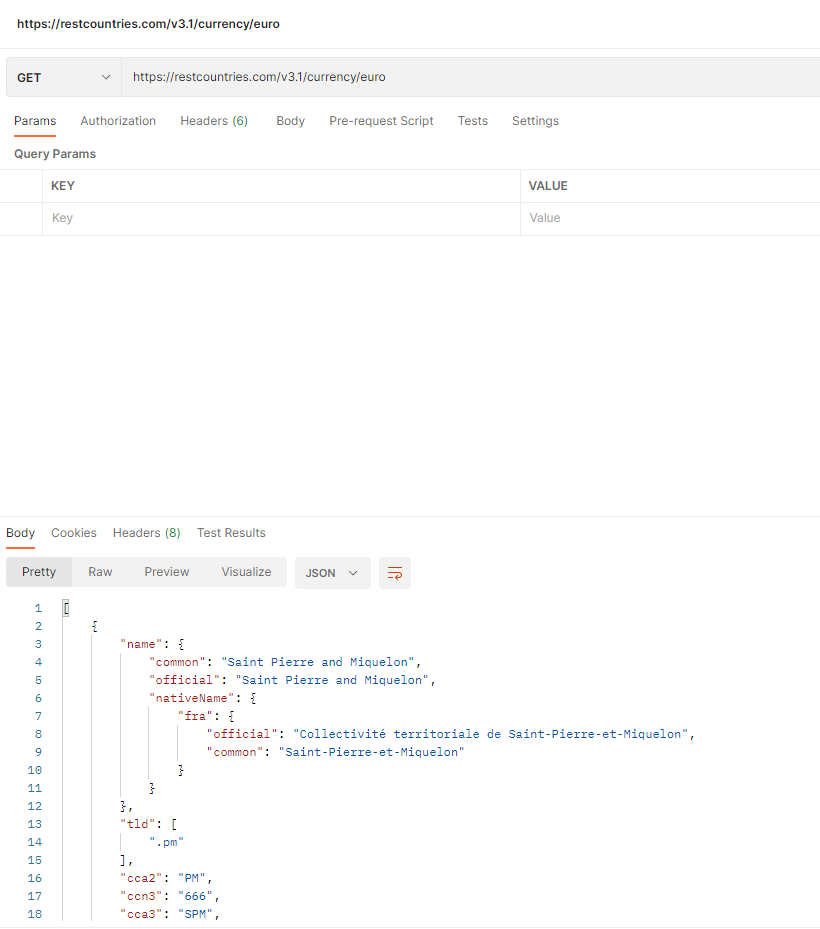 https://restcountries.com/v3.1/currency/euro
GET https://restcountries.com/v3.1/currency/euro
Params Authorization Headers (6) Body Pre-request Script Tests Settings
Query Params
KEY VALUE
Key Value
Body Cookies Headers (8) Test Results
Pretty Raw Preview Visualize JSON
1 [
2 {
3 "name": {
4 "common": "Saint Pierre and Miquelon",
5 "official": "Saint Pierre and Miquelon",
6 "nativeName": {
7 "fra": {
8 "official": "Collectivité territoriale de Saint-Pierre-et-Miquelon",
9 "common": "Saint-Pierre-et-Miquelon"
10 }
11 }
12 },
13 "tld": [
14 ".pm"
15 ],
16 "cca2": "PM",
17 "ccn3": "666",
18 "cca3": "SPM",